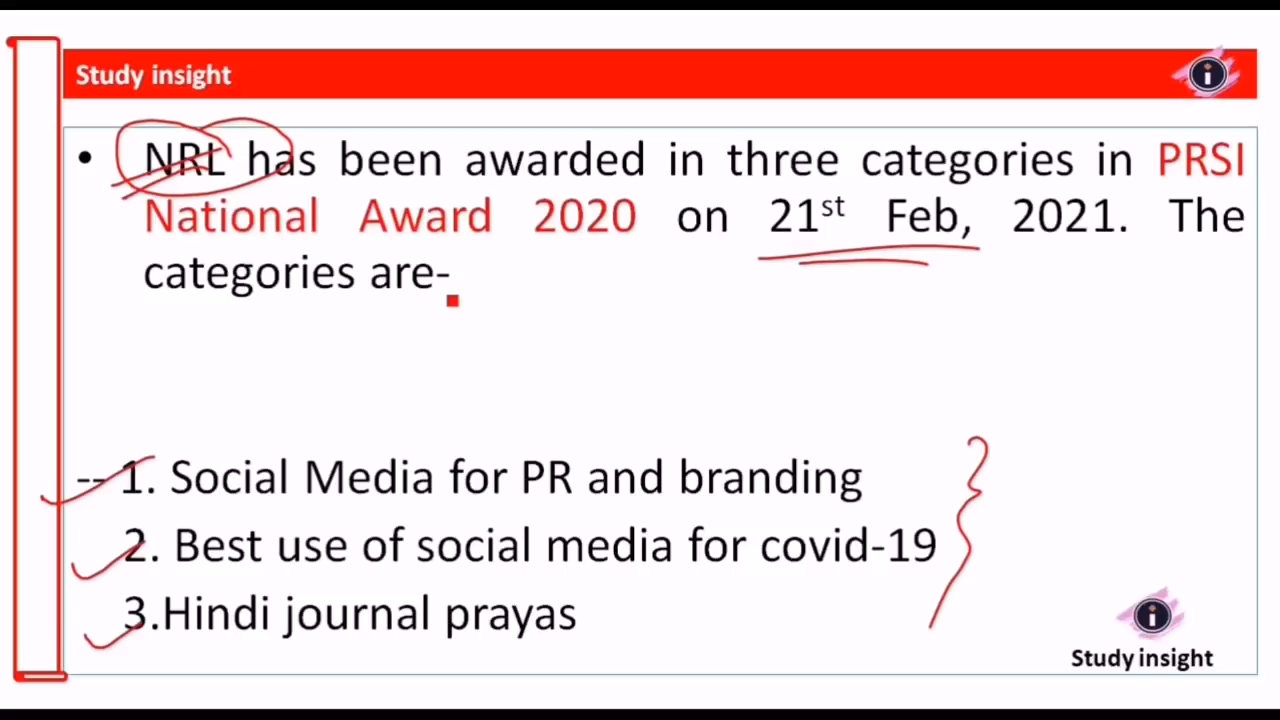 Study insight
• NRL has been awarded in three categories in PRSI
National Award 2020 on 21st Feb, 2021. The
categories are-
-- 1. Social Media for PR and branding
2. Best use of social media for covid-19
3.Hindi journal prayas
i
Study insight